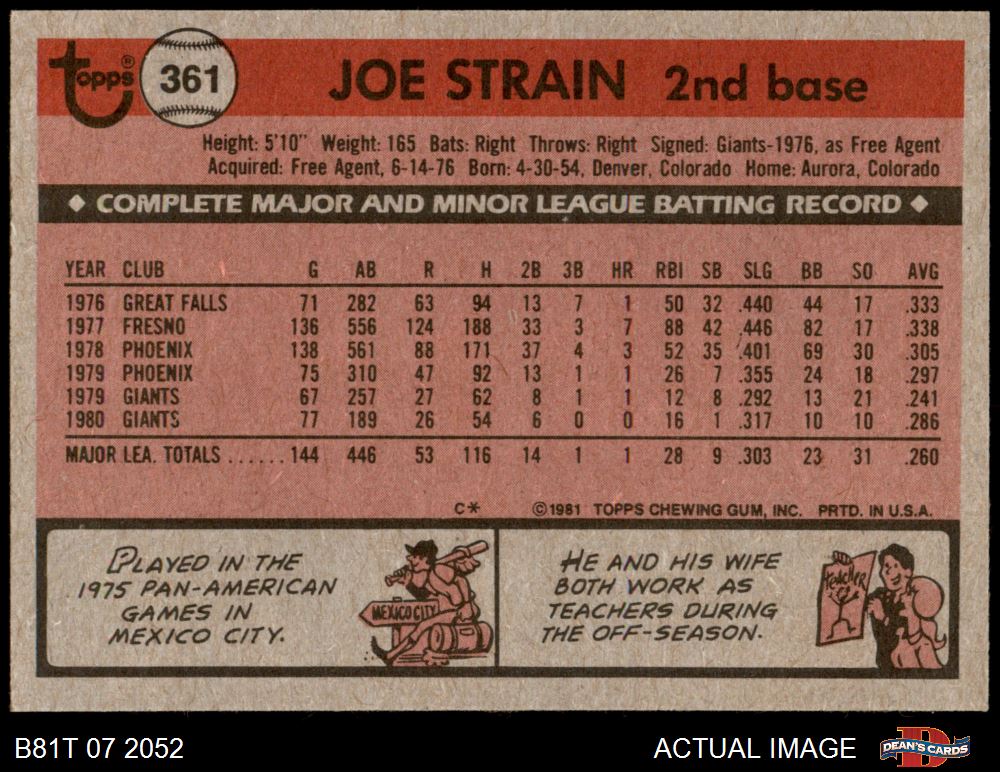 topps®
361
JOE STRAIN 2nd base
Height: 5'10" Weight: 165 Bats: Right Throws: Right Signed: Giants-1976, as Free Agent
Acquired: Free Agent, 6-14-76 Born: 4-30-54, Denver, Colorado Home: Aurora, Colorado
◆ COMPLETE MAJOR AND MINOR LEAGUE BATTING RECORD ◆
YEAR CLUB G AB R H 2B 3B HR RBI SB SLG BB SO AVG
1976 GREAT FALLS 71 282 63 94 13 7 1 50 32 .440 44 17 .333
1977 FRESNO 136 556 124 188 33 3 7 88 42 .446 82 17 .338
1978 PHOENIX 138 561 88 171 37 4 3 52 35 .401 69 30 .305
1979 PHOENIX 75 310 47 92 13 1 1 26 7 .355 24 18 .297
1979 GIANTS 67 257 27 62 8 1 1 12 8 .292 13 21 .241
1980 GIANTS 77 189 26 54 6 0 0 16 1 .317 10 10 .286
MAJOR LEA. TOTALS ...... 144 446 53 116 14 1 1 28 9 .303 23 31 .260
C* ©1981 TOPPS CHEWING GUM, INC. PRTD. IN U.S.A.
PLAYED IN THE
1975 PAN-AMERICAN
GAMES IN
MEXICO CITY.
MEXICO CITY
HE AND HIS WIFE
BOTH WORK AS
TEACHERS DURING
THE OFF-SEASON.
TEACHER
B81T 07 2052
ACTUAL IMAGE
D
DEAN'S CARDS